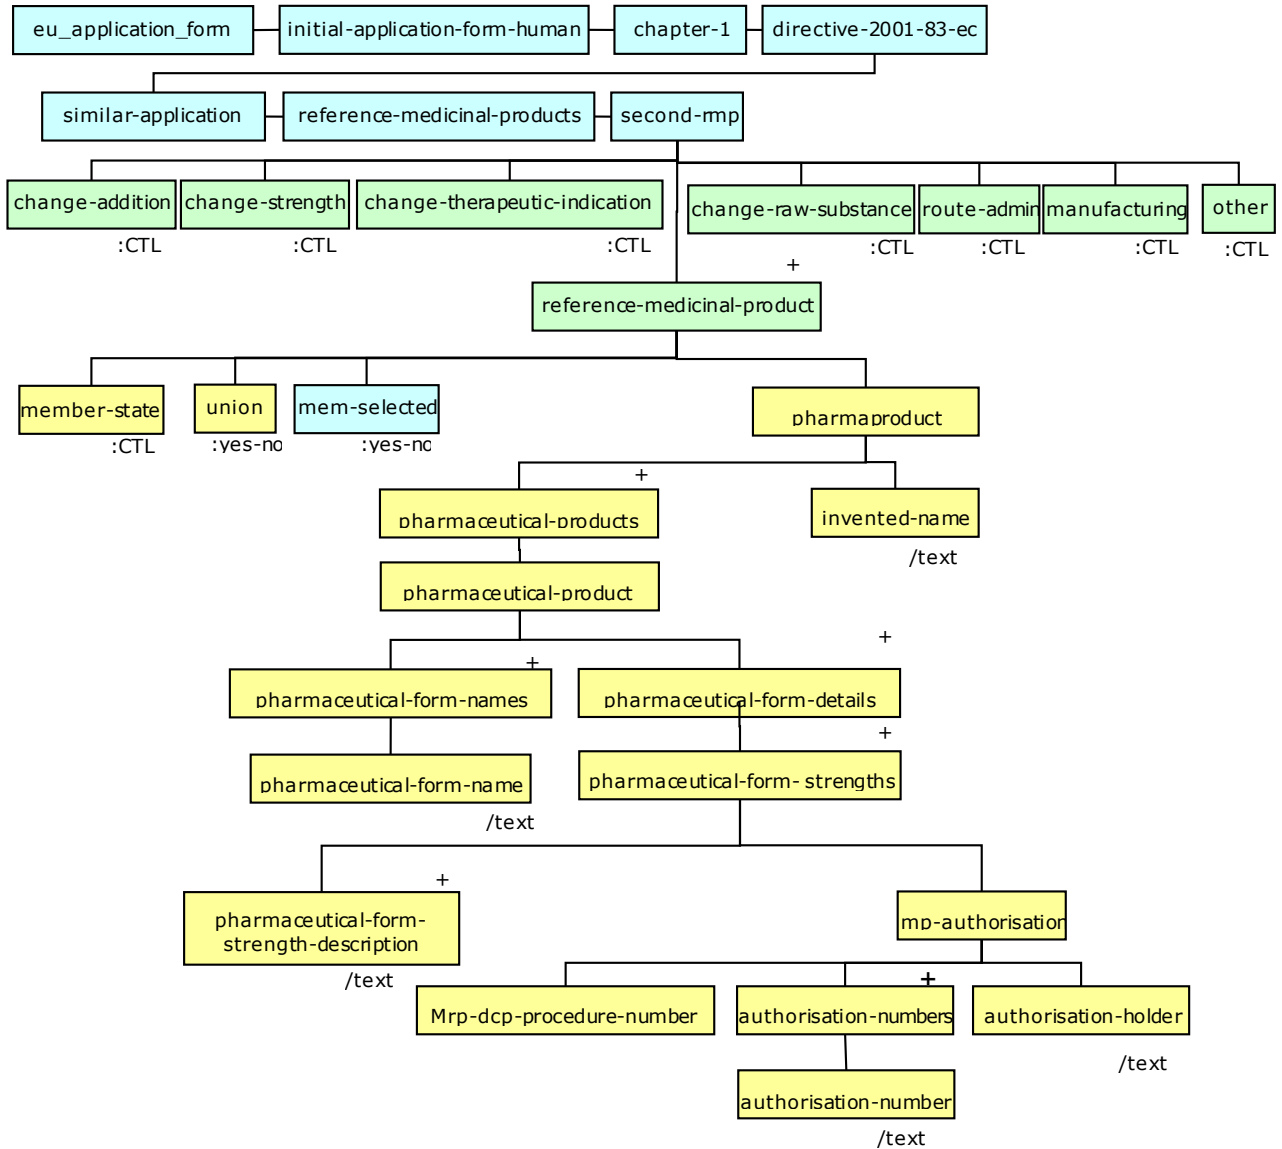 eu_application_form
initial-application-form-human
chapter-1
directive-2001-83-ec
similar-application
reference-medicinal-products
second-rmp
change-addition
change-strength
change-therapeutic-indication
change-raw-substance
route-admin
manufacturing
other
:CTL
:CTL
:CTL
:CTL
:CTL
:CTL
:CTL
+
reference-medicinal-product
member-state
union
mem-selected
pharmaproduct
:CTL
:yes-no
:yes-no
+
pharmaceutical-products
invented-name
/text
pharmaceutical-product
+
+
pharmaceutical-form-names
pharmaceutical-form-details
+
pharmaceutical-form-name
pharmaceutical-form- strengths
/text
+
pharmaceutical-form-
strength-description
mp-authorisation
/text
+
Mrp-dcp-procedure-number
authorisation-numbers
authorisation-holder
/text
authorisation-number
/text